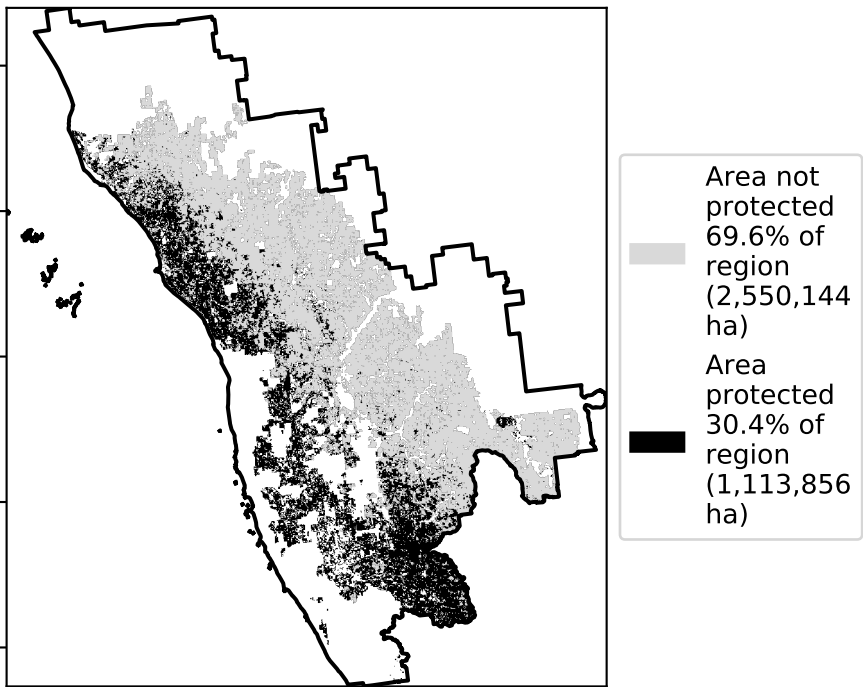 Area not
protected
69.6% of
region
(2,550,144
ha)
Area
protected
30.4% of
region
(1,113,856
ha)